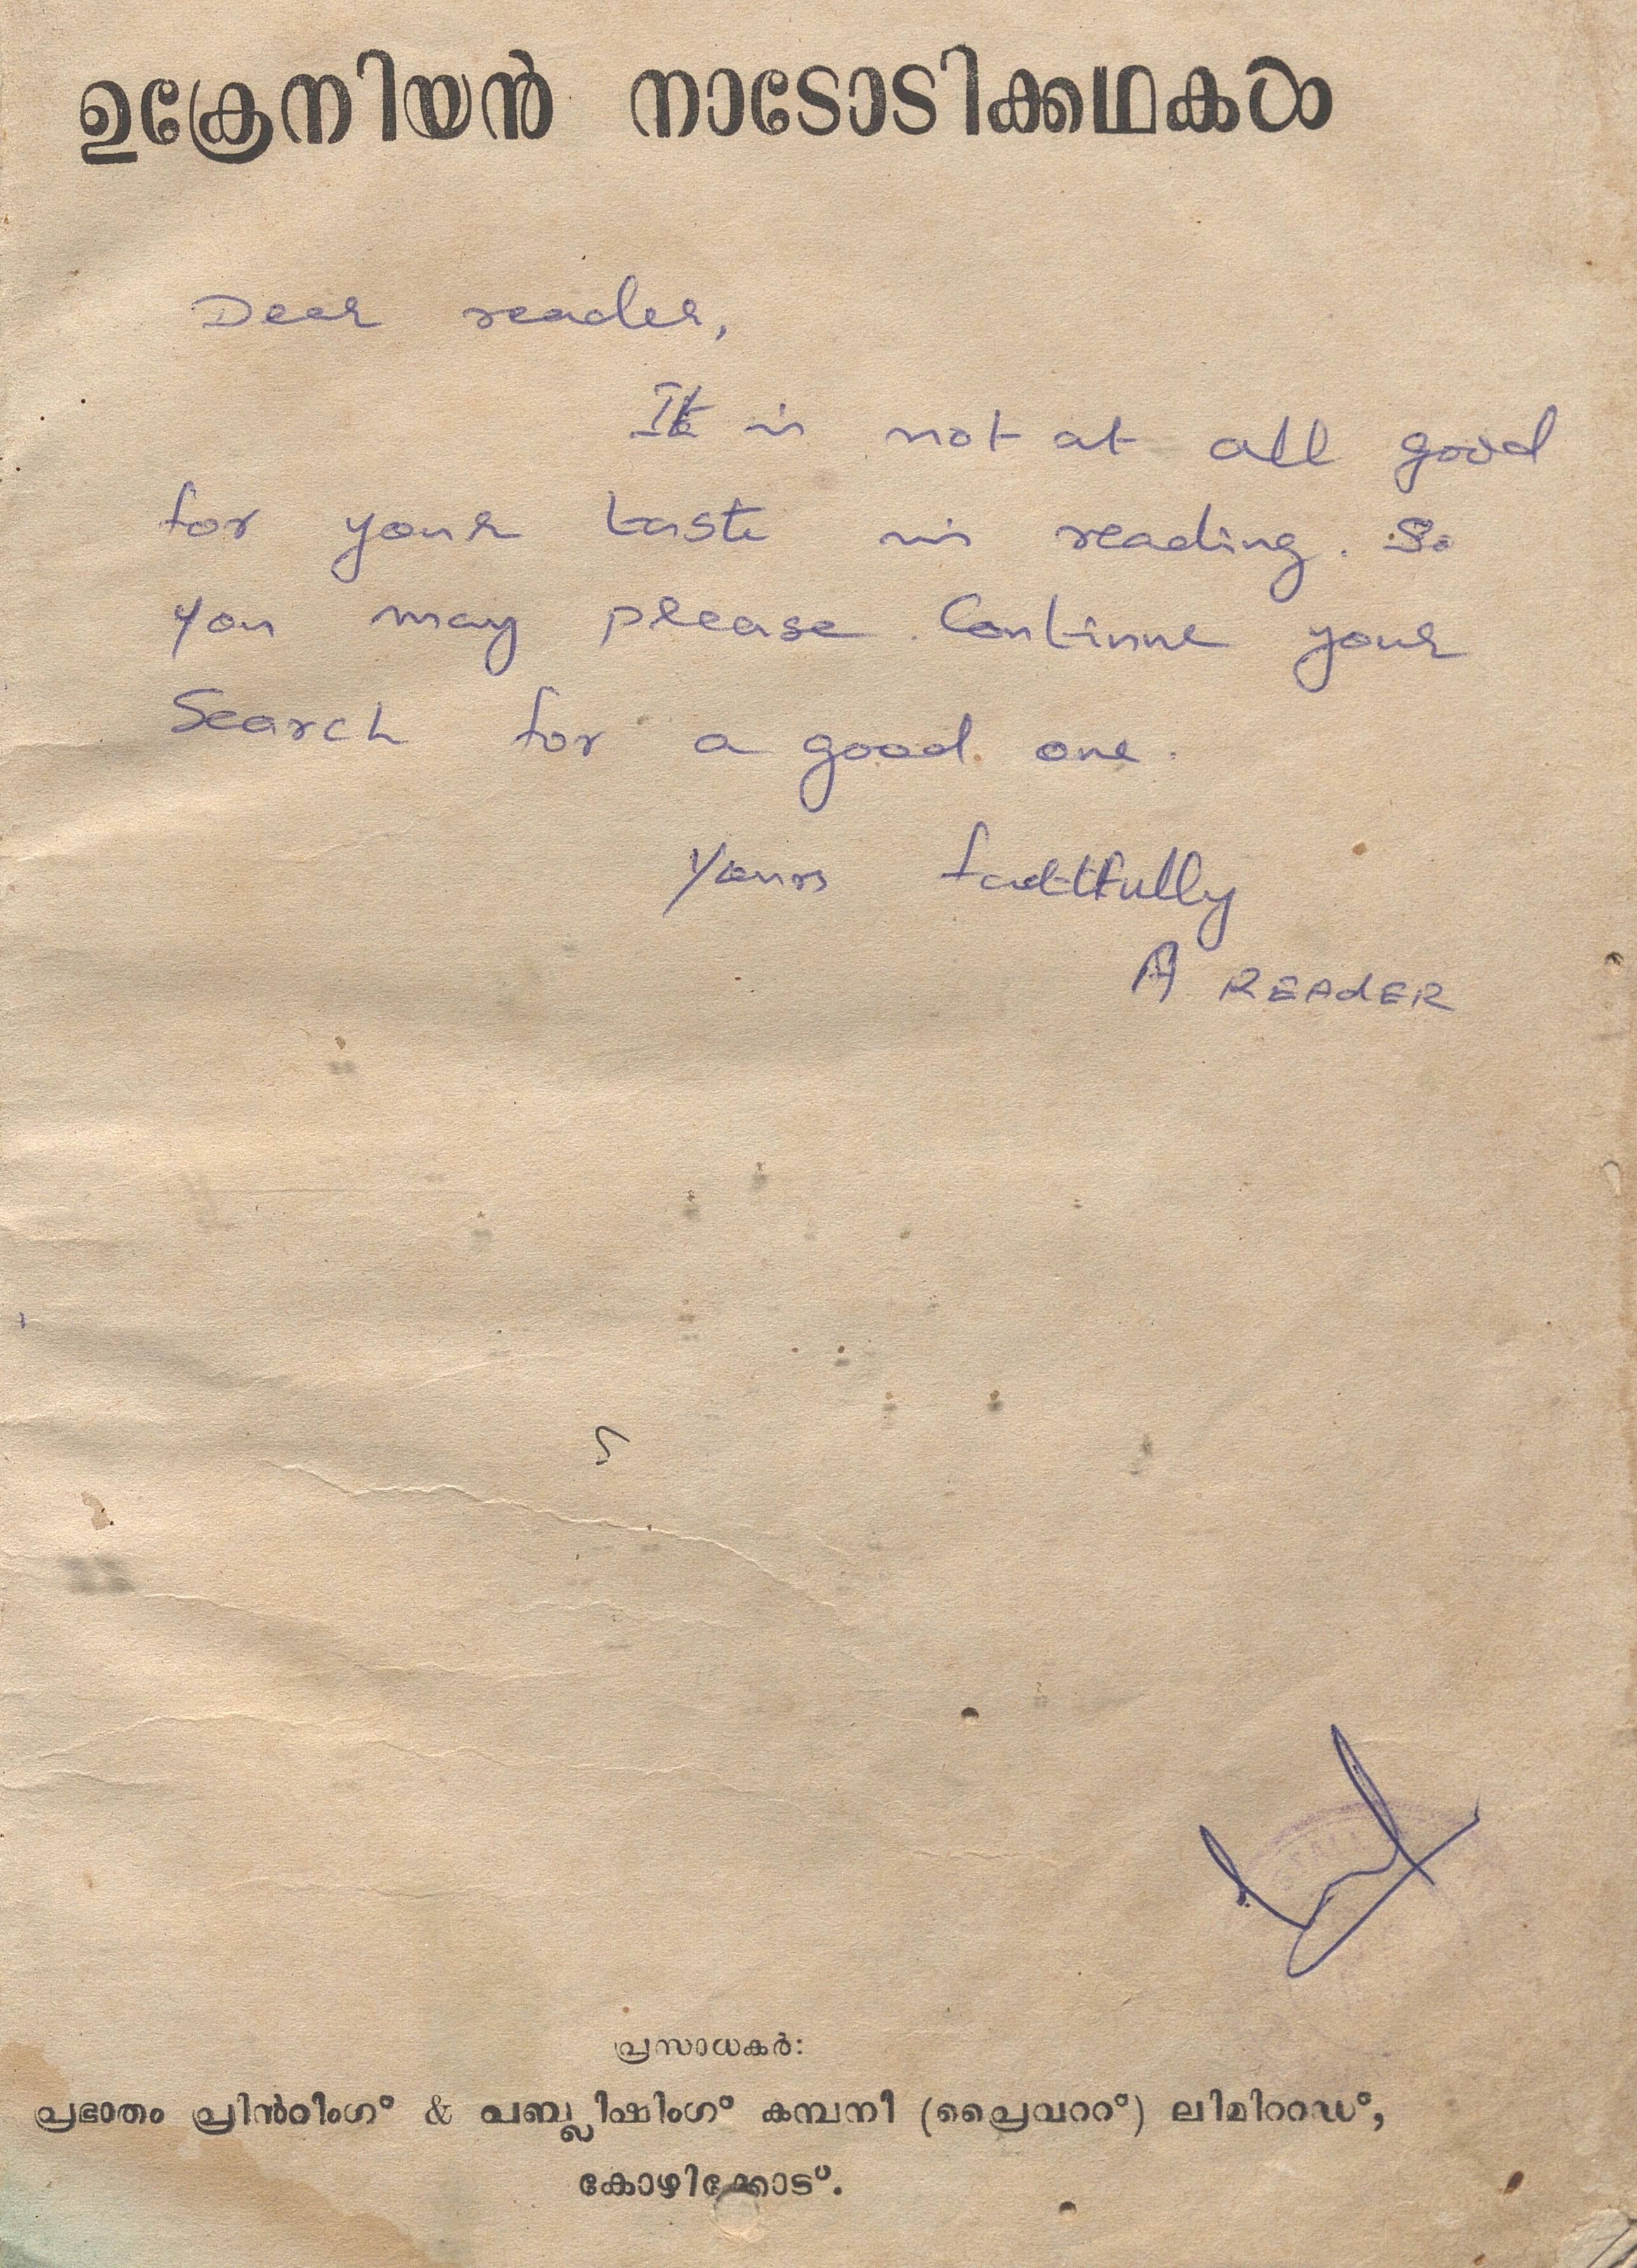 ഉക്രേനിയൻ നാടോടിക്കഥകൾ
Dear reader,
It is not at all good
for your taste in reading. So
you may please Continue your
Search for a good one.
Yours faithfully
A READER
5
പ്രസാധകർ:
പ്രഭാതം പ്രിൻറിംഗ് & പബ്ലിഷിംഗ് കമ്പനി (പ്രൈവററ്) ലിമിററഡ്,
കോഴിക്കോട്.